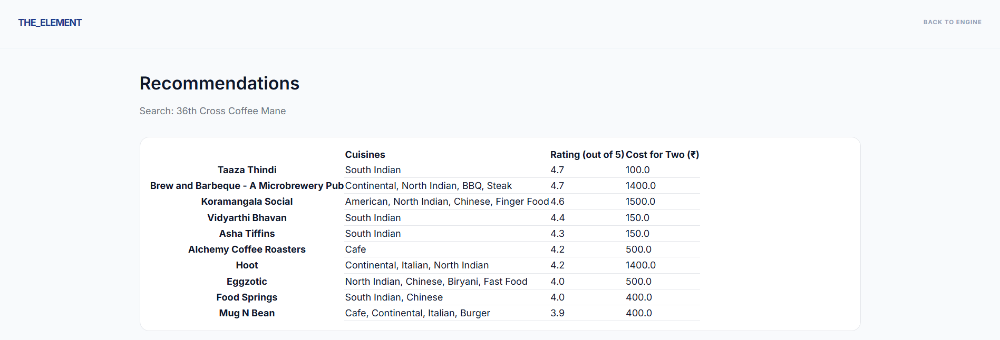 THE_ELEMENT
BACK TO ENGINE
Recommendations
Search: 36th Cross Coffee Mane
Cuisines Rating (out of 5) Cost for Two (₹)
Taaza Thindi South Indian 4.7 100.0
Brew and Barbeque - A Microbrewery Pub Continental, North Indian, BBQ, Steak 4.7 1400.0
Koramangala Social American, North Indian, Chinese, Finger Food 4.6 1500.0
Vidyarthi Bhavan South Indian 4.4 150.0
Asha Tiffins South Indian 4.3 150.0
Alchemy Coffee Roasters Cafe 4.2 500.0
Hoot Continental, Italian, North Indian 4.2 1400.0
Eggzotic North Indian, Chinese, Biryani, Fast Food 4.0 500.0
Food Springs South Indian, Chinese 4.0 400.0
Mug N Bean Cafe, Continental, Italian, Burger 3.9 400.0